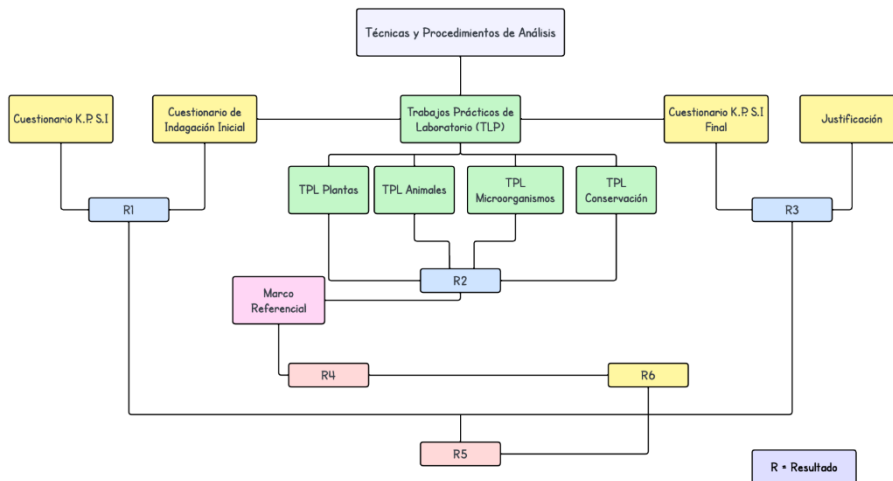 Técnicas y Procedimientos de Análisis
Cuestionario K.P. S.I
Cuestionario de
Indagación Inicial
Trabajos Prácticos de
Laboratorio (TLP)
Cuestionario K.P. S.I
Final
Justificación
TPL Plantas
TPL Animales
TPL
Microorganismos
TPL
Conservación
R1
R3
R2
Marco
Referencial
R4
R6
R5
R = Resultado